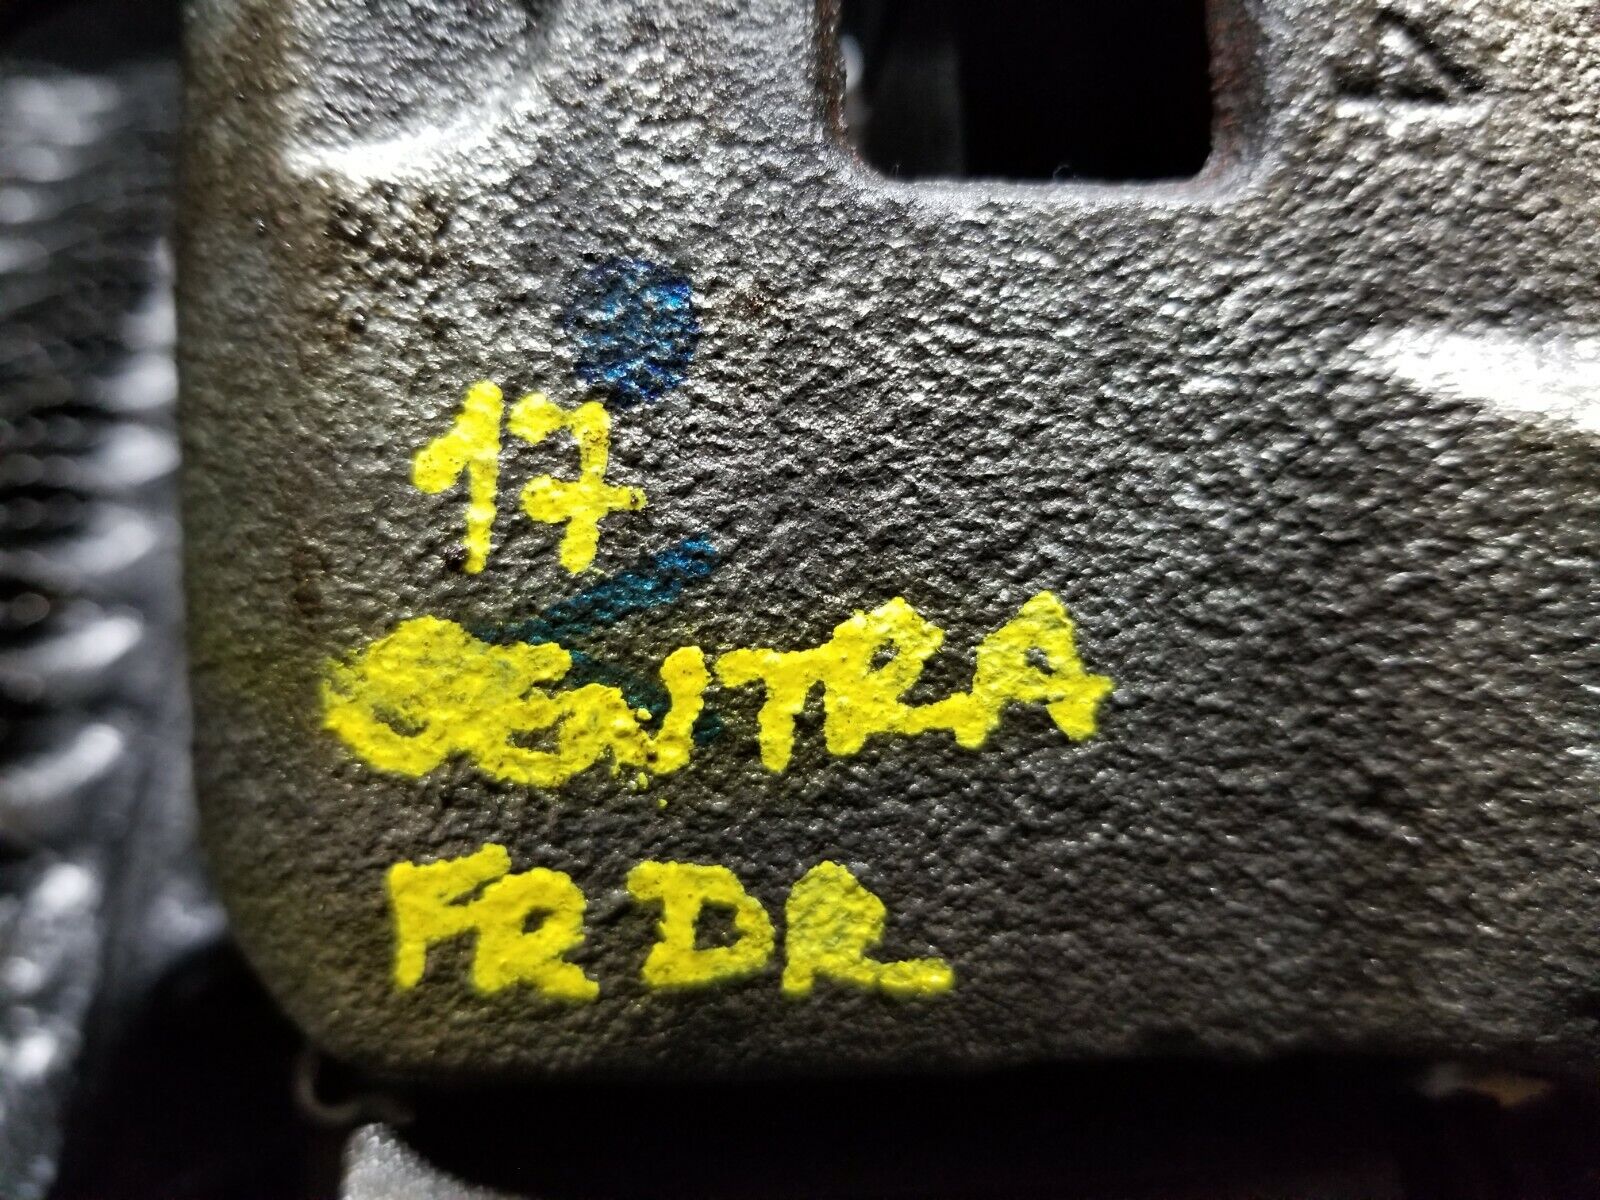 17
SENTRA
FR DR